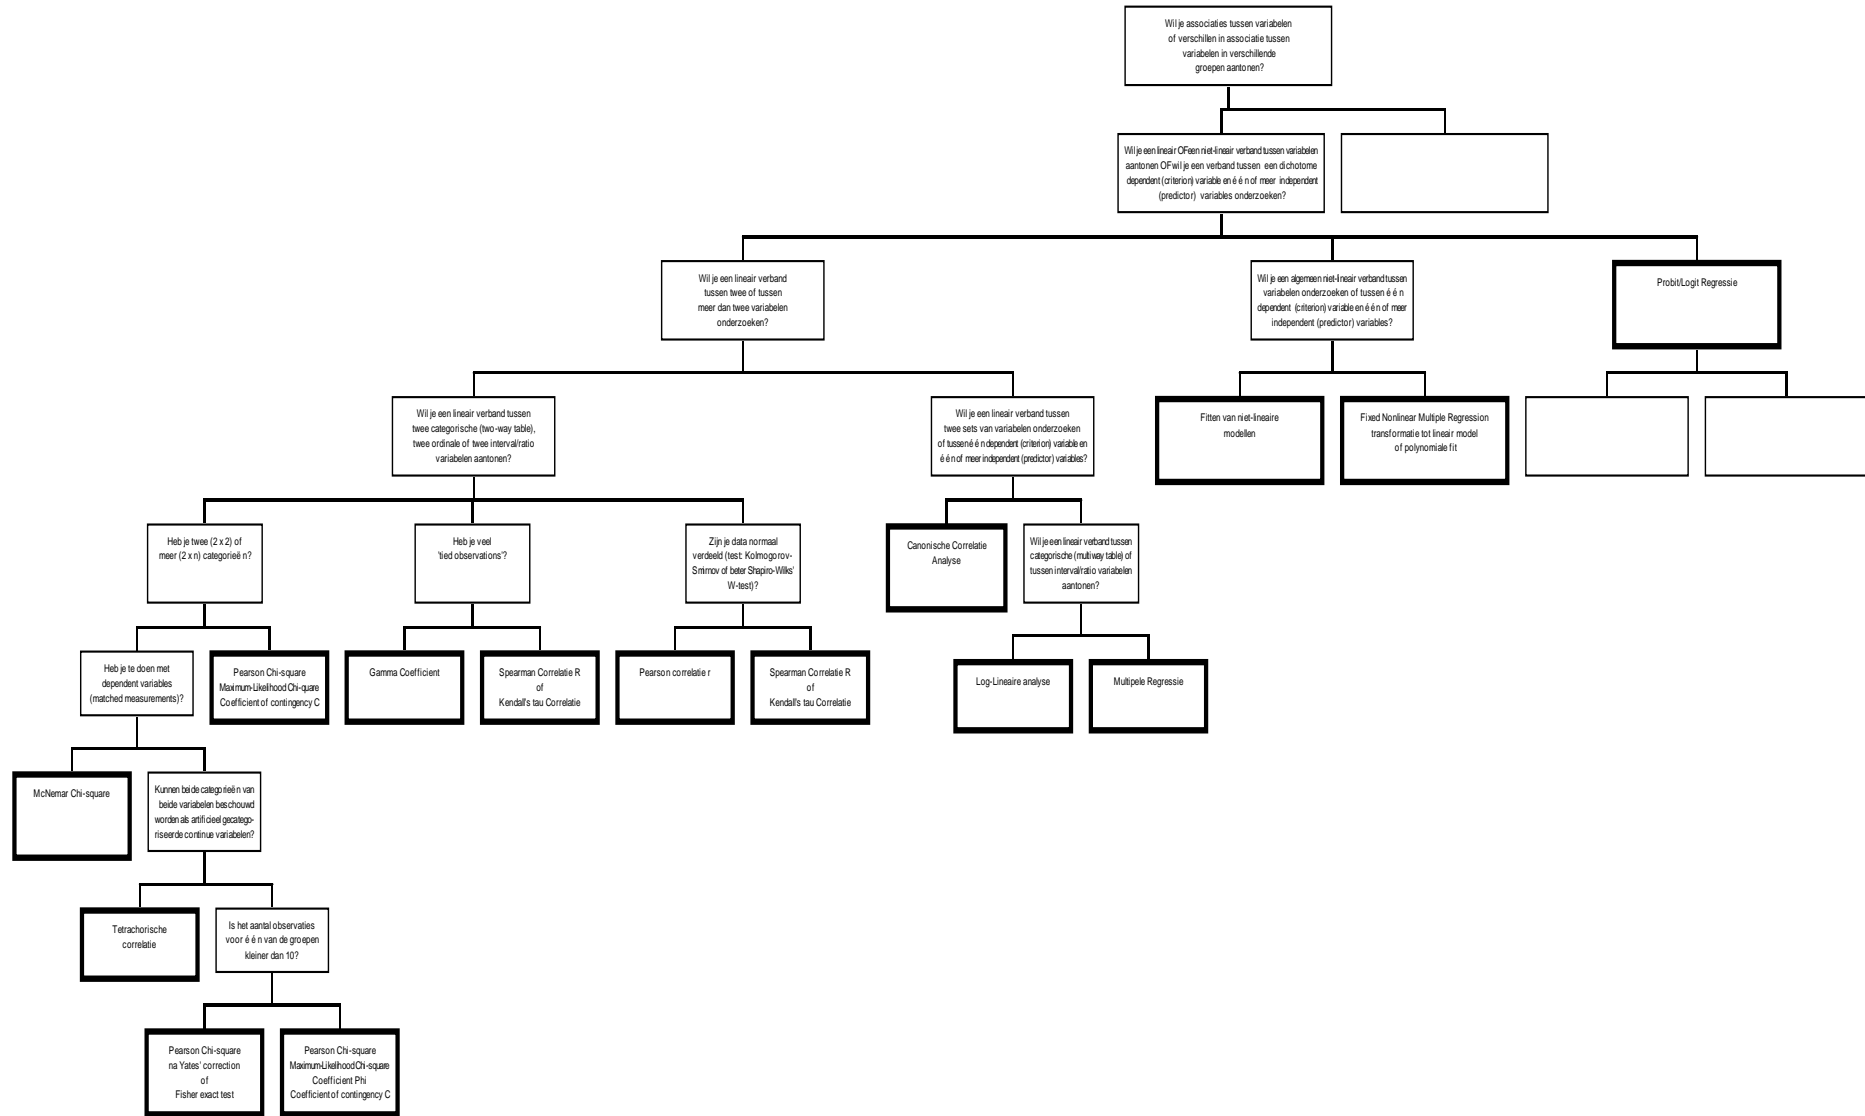 Wil je associaties tussen variabelen
of verschillen in associatie tussen
variabelen in verschillende
groepen aantonen?
Wil je een lineair OF een niet-lineair verband tussen variabelen
aantonen OF wil je een verband tussen een dichotome
dependent (criterion) variable en één of meer independent
(predictor) variables onderzoeken?
Wil je een lineair verband
tussen twee of tussen
meer dan twee variabelen
onderzoeken?
Wil je een algemeen niet-lineair verband tussen
variabelen onderzoeken of tussen één
dependent (criterion) variable en één of meer
independent (predictor) variables?
Probit/Logit Regressie
Wil je een lineair verband tussen
twee categorische (two-way table),
twee ordinale of twee interval/ratio
variabelen aantonen?
Wil je een lineair verband tussen
twee sets van variabelen onderzoeken
of tussen één dependent (criterion) variable en
één of meer independent (predictor) variables?
Fitten van niet-lineaire
modellen
Fixed Nonlinear Multiple Regression
transformatie tot lineair model
of polynomiale fit
Heb je twee (2 x 2) of
meer (2 x n) categorieën?
Heb je veel
'tied observations'?
Zijn je data normaal
verdeeld (test: Kolmogorov-
Smirnov of beter Shapiro-Wilks'
W-test)?
Canonische Correlatie
Analyse
Wil je een lineair verband tussen
categorische (multiway table) of
tussen interval/ratio variabelen
aantonen?
Heb je te doen met
dependent variables
(matched measurements)?
Pearson Chi-square
Maximum-Likelihood Chi-quare
Coefficient of contingency C
Gamma Coefficient
Spearman Correlatie R
of
Kendall's tau Correlatie
Pearson correlatie r
Spearman Correlatie R
of
Kendall's tau Correlatie
Log-Lineaire analyse
Multipele Regressie
McNemar Chi-square
Kunnen beide categorieën van
beide variabelen beschouwd
worden als artificieel gecatego-
riseerde continue variabelen?
Tetrachorische
correlatie
Is het aantal observaties
voor één van de groepen
kleiner dan 10?
Pearson Chi-square
na Yates' correction
of
Fisher exact test
Pearson Chi-square
Maximum-Likelihood Chi-square
Coefficient Phi
Coefficient of contingency C